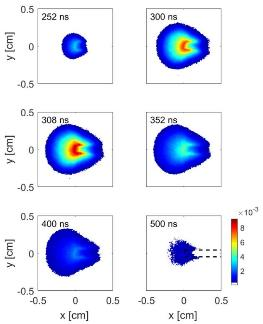 252 ns
300 ns
0.5
0
-0.5
y [cm]
308 ns
352 ns
0.5
0
-0.5
y [cm]
400 ns
500 ns
0.5
0
-0.5
y [cm]
-0.5 0 0.5
-0.5 0 0.5
x [cm]
x [cm]
×10-3
8
6
4
2